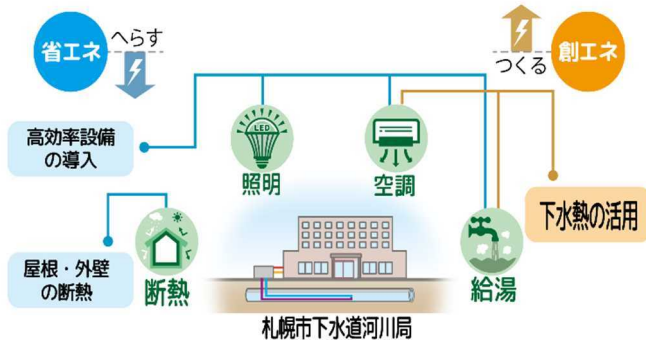 省エネ
へらす
つくる
創エネ
高効率設備
の導入
LED
照明
空調
下水熱の活用
屋根・外壁
の断熱
断熱
給湯
札幌市下水道河川局